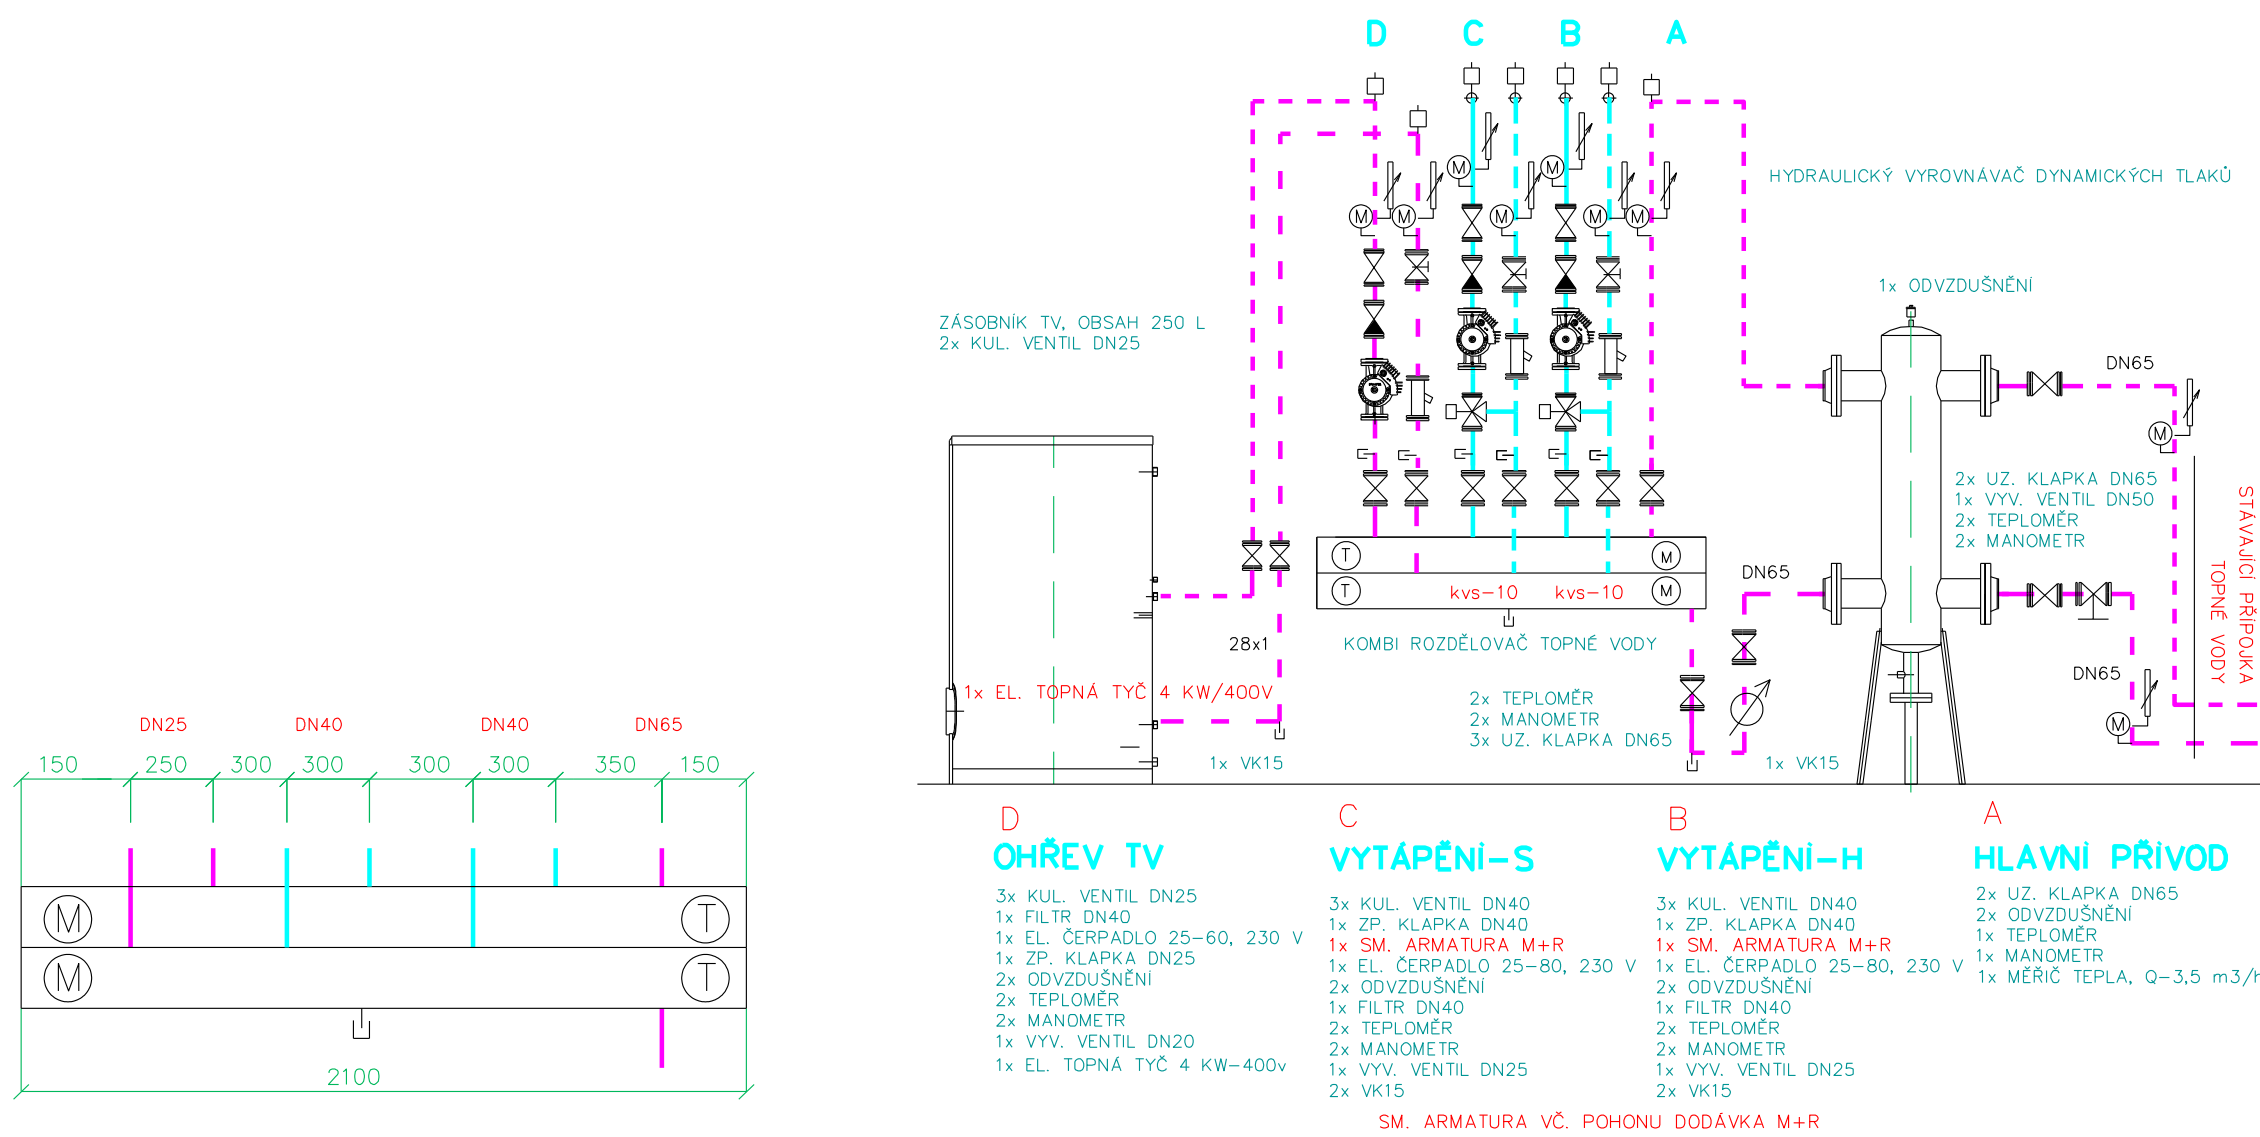 D C B A
HYDRAULICKÝ VYROVNÁVAČ DYNAMICKÝCH TLAKŮ
1x ODVZDUŠNĚNÍ
ZÁSOBNÍK TV, OBSAH 250 L
2x KUL. VENTIL DN25
M M M M M M M
DN65
M
2x UZ. KLAPKA DN65
1x VYV. VENTIL DN50
2x TEPLOMĚR
2x MANOMETR
STÁVAJÍCÍ PŘÍPOJKA
TOPNÉ VODY
T M
T kvs-10 kvs-10 M
DN65
28x1
KOMBI ROZDĚLOVAČ TOPNÉ VODY
DN65
M
1x EL. TOPNÁ TYČ 4 KW/400V
2x TEPLOMĚR
2x MANOMETR
3x UZ. KLAPKA DN65
1x VK15
1x VK15
DN25 DN40 DN40 DN65
150 250 300 300 300 300 350 150
M T
M T
2100
D
OHŘEV TV
3x KUL. VENTIL DN25
1x FILTR DN40
1x EL. ČERPADLO 25-60, 230 V
1x ZP. KLAPKA DN25
2x ODVZDUŠNĚNÍ
2x TEPLOMĚR
2x MANOMETR
1x VYV. VENTIL DN20
1x EL. TOPNÁ TYČ 4 KW-400v
C
VYTÁPĚNÍ-S
3x KUL. VENTIL DN40
1x ZP. KLAPKA DN40
1x SM. ARMATURA M+R
1x EL. ČERPADLO 25-80, 230 V
2x ODVZDUŠNĚNÍ
1x FILTR DN40
2x TEPLOMĚR
2x MANOMETR
1x VYV. VENTIL DN25
2x VK15
B
VYTÁPĚNÍ-H
3x KUL. VENTIL DN40
1x ZP. KLAPKA DN40
1x SM. ARMATURA M+R
1x EL. ČERPADLO 25-80, 230 V
2x ODVZDUŠNĚNÍ
1x FILTR DN40
2x TEPLOMĚR
2x MANOMETR
1x VYV. VENTIL DN25
2x VK15
A
HLAVNÍ PŘÍVOD
2x UZ. KLAPKA DN65
2x ODVZDUŠNĚNÍ
1x TEPLOMĚR
1x MANOMETR
1x MĚŘIČ TEPLA, Q-3,5 m3/h
SM. ARMATURA VČ. POHONU DODÁVKA M+R